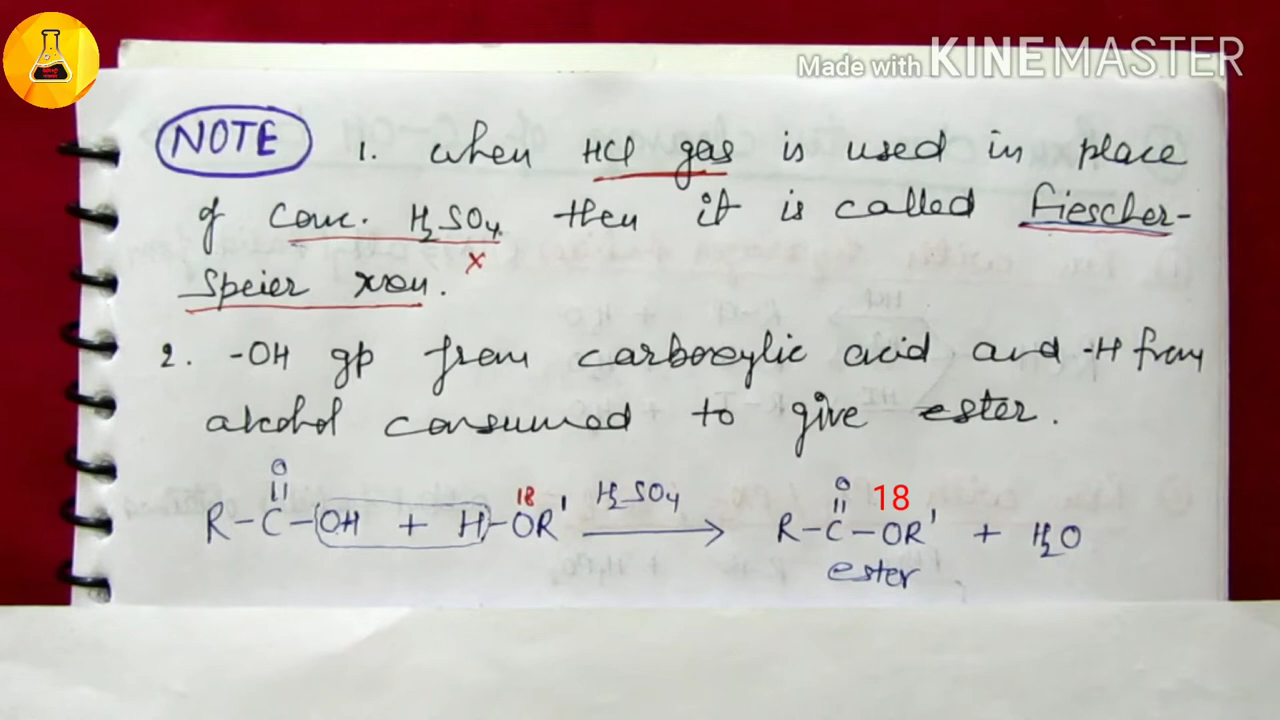 Made with KINEMASTER
NOTE 1. when HCl gas is used in place
of conc. H₂SO₄ then it is called Fiescher-
x
Speier rxn.
2. -OH gp from carboxylic acid and -H from
alcohol consumed to give ester.
O
R-C-OH + H-¹⁸OR' H₂SO₄ → R-C-OR' + H₂O
O 18
ester